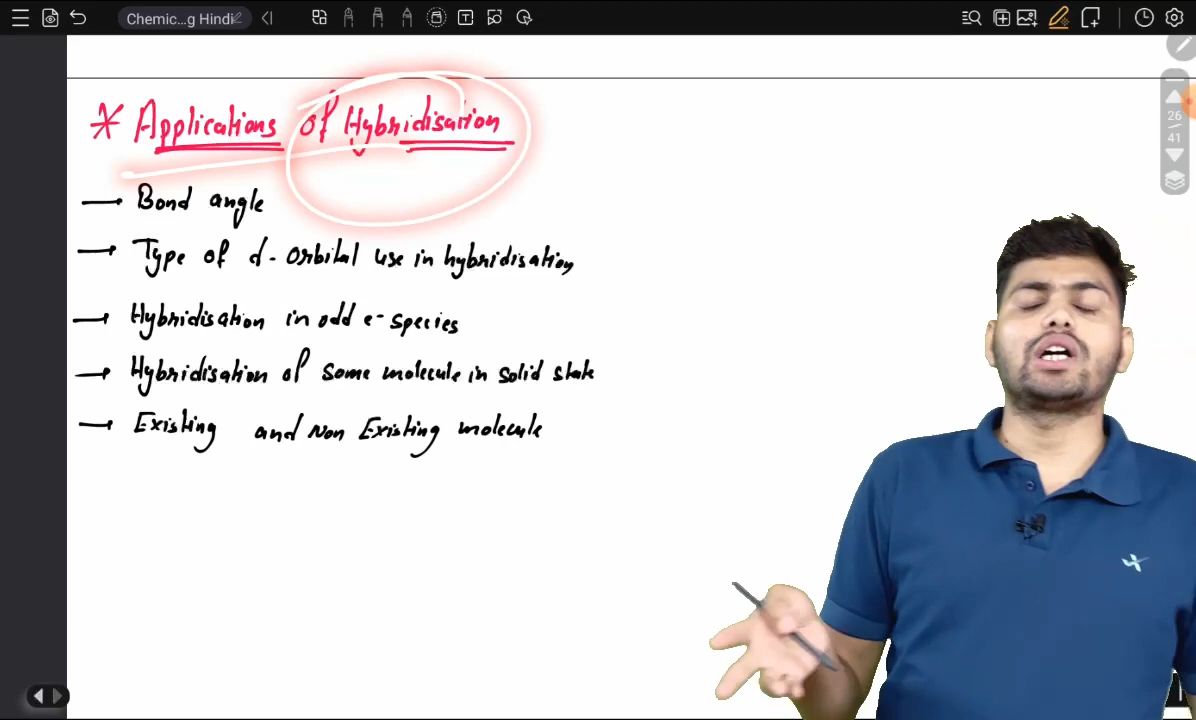 Chemic...g Hindi
* Applications of Hybridisation
→ Bond angle
→ Type of d-orbital use in hybridisation
→ Hybridisation in odd e- species
→ Hybridisation of some molecule in solid state
→ Existing and Non Existing molecule
26
41